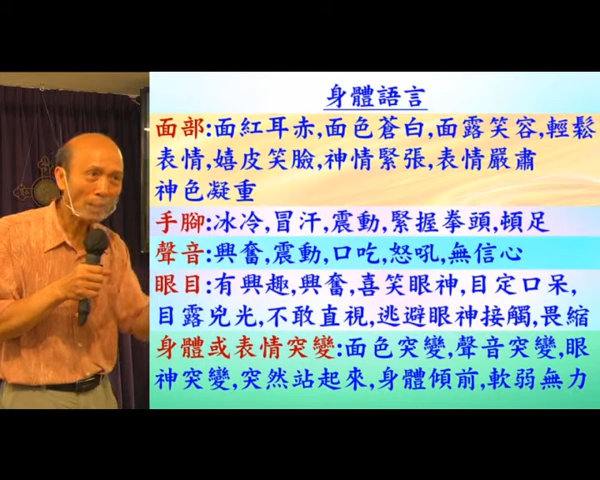 身體語言
面部:面紅耳赤,面色蒼白,面露笑容,輕鬆
表情,嬉皮笑臉,神情緊張,表情嚴肅
神色凝重
手腳:冰冷,冒汗,震動,緊握拳頭,頓足
聲音:興奮,震動,口吃,怒吼,無信心
眼目:有興趣,興奮,喜笑眼神,目定口呆,
目露兇光,不敢直視,逃避眼神接觸,畏縮
身體或表情突變:面色突變,聲音突變,眼
神突變,突然站起來,身體傾前,軟弱無力